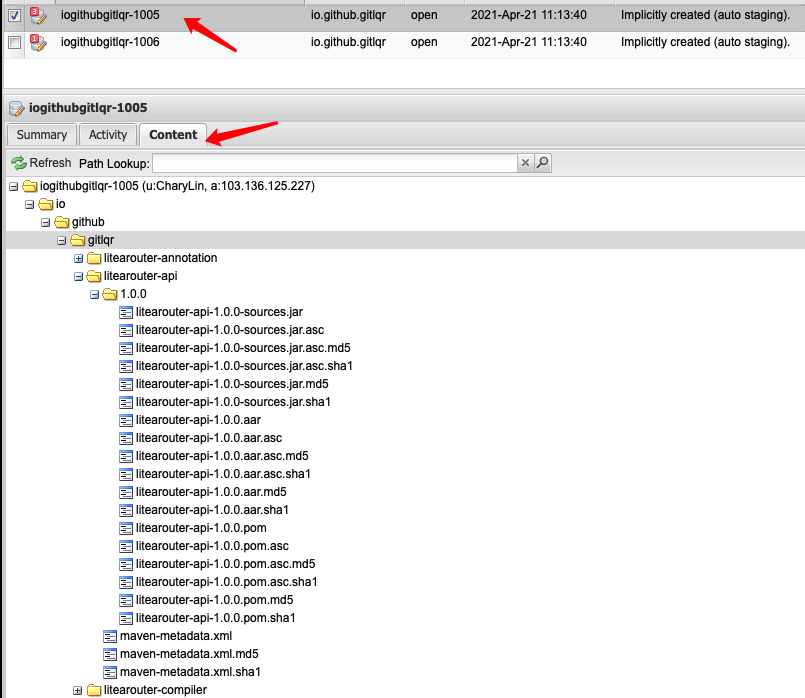 3 iogithubgitlqr-1005 io.github.gitlqr open 2021-Apr-21 11:13:40 Implicitly created (auto staging).
1 iogithubgitlqr-1006 io.github.gitlqr open 2021-Apr-21 11:13:40 Implicitly created (auto staging).
iogithubgitlqr-1005
Summary Activity Content
Refresh Path Lookup:
iogithubgitlqr-1005 (u:CharyLin, a:103.136.125.227)
io
github
gitlqr
litearouter-annotation
litearouter-api
1.0.0
litearouter-api-1.0.0-sources.jar
litearouter-api-1.0.0-sources.jar.asc
litearouter-api-1.0.0-sources.jar.asc.md5
litearouter-api-1.0.0-sources.jar.asc.sha1
litearouter-api-1.0.0-sources.jar.md5
litearouter-api-1.0.0-sources.jar.sha1
litearouter-api-1.0.0.aar
litearouter-api-1.0.0.aar.asc
litearouter-api-1.0.0.aar.asc.md5
litearouter-api-1.0.0.aar.asc.sha1
litearouter-api-1.0.0.aar.md5
litearouter-api-1.0.0.aar.sha1
litearouter-api-1.0.0.pom
litearouter-api-1.0.0.pom.asc
litearouter-api-1.0.0.pom.asc.md5
litearouter-api-1.0.0.pom.asc.sha1
litearouter-api-1.0.0.pom.md5
litearouter-api-1.0.0.pom.sha1
maven-metadata.xml
maven-metadata.xml.md5
maven-metadata.xml.sha1
litearouter-compiler